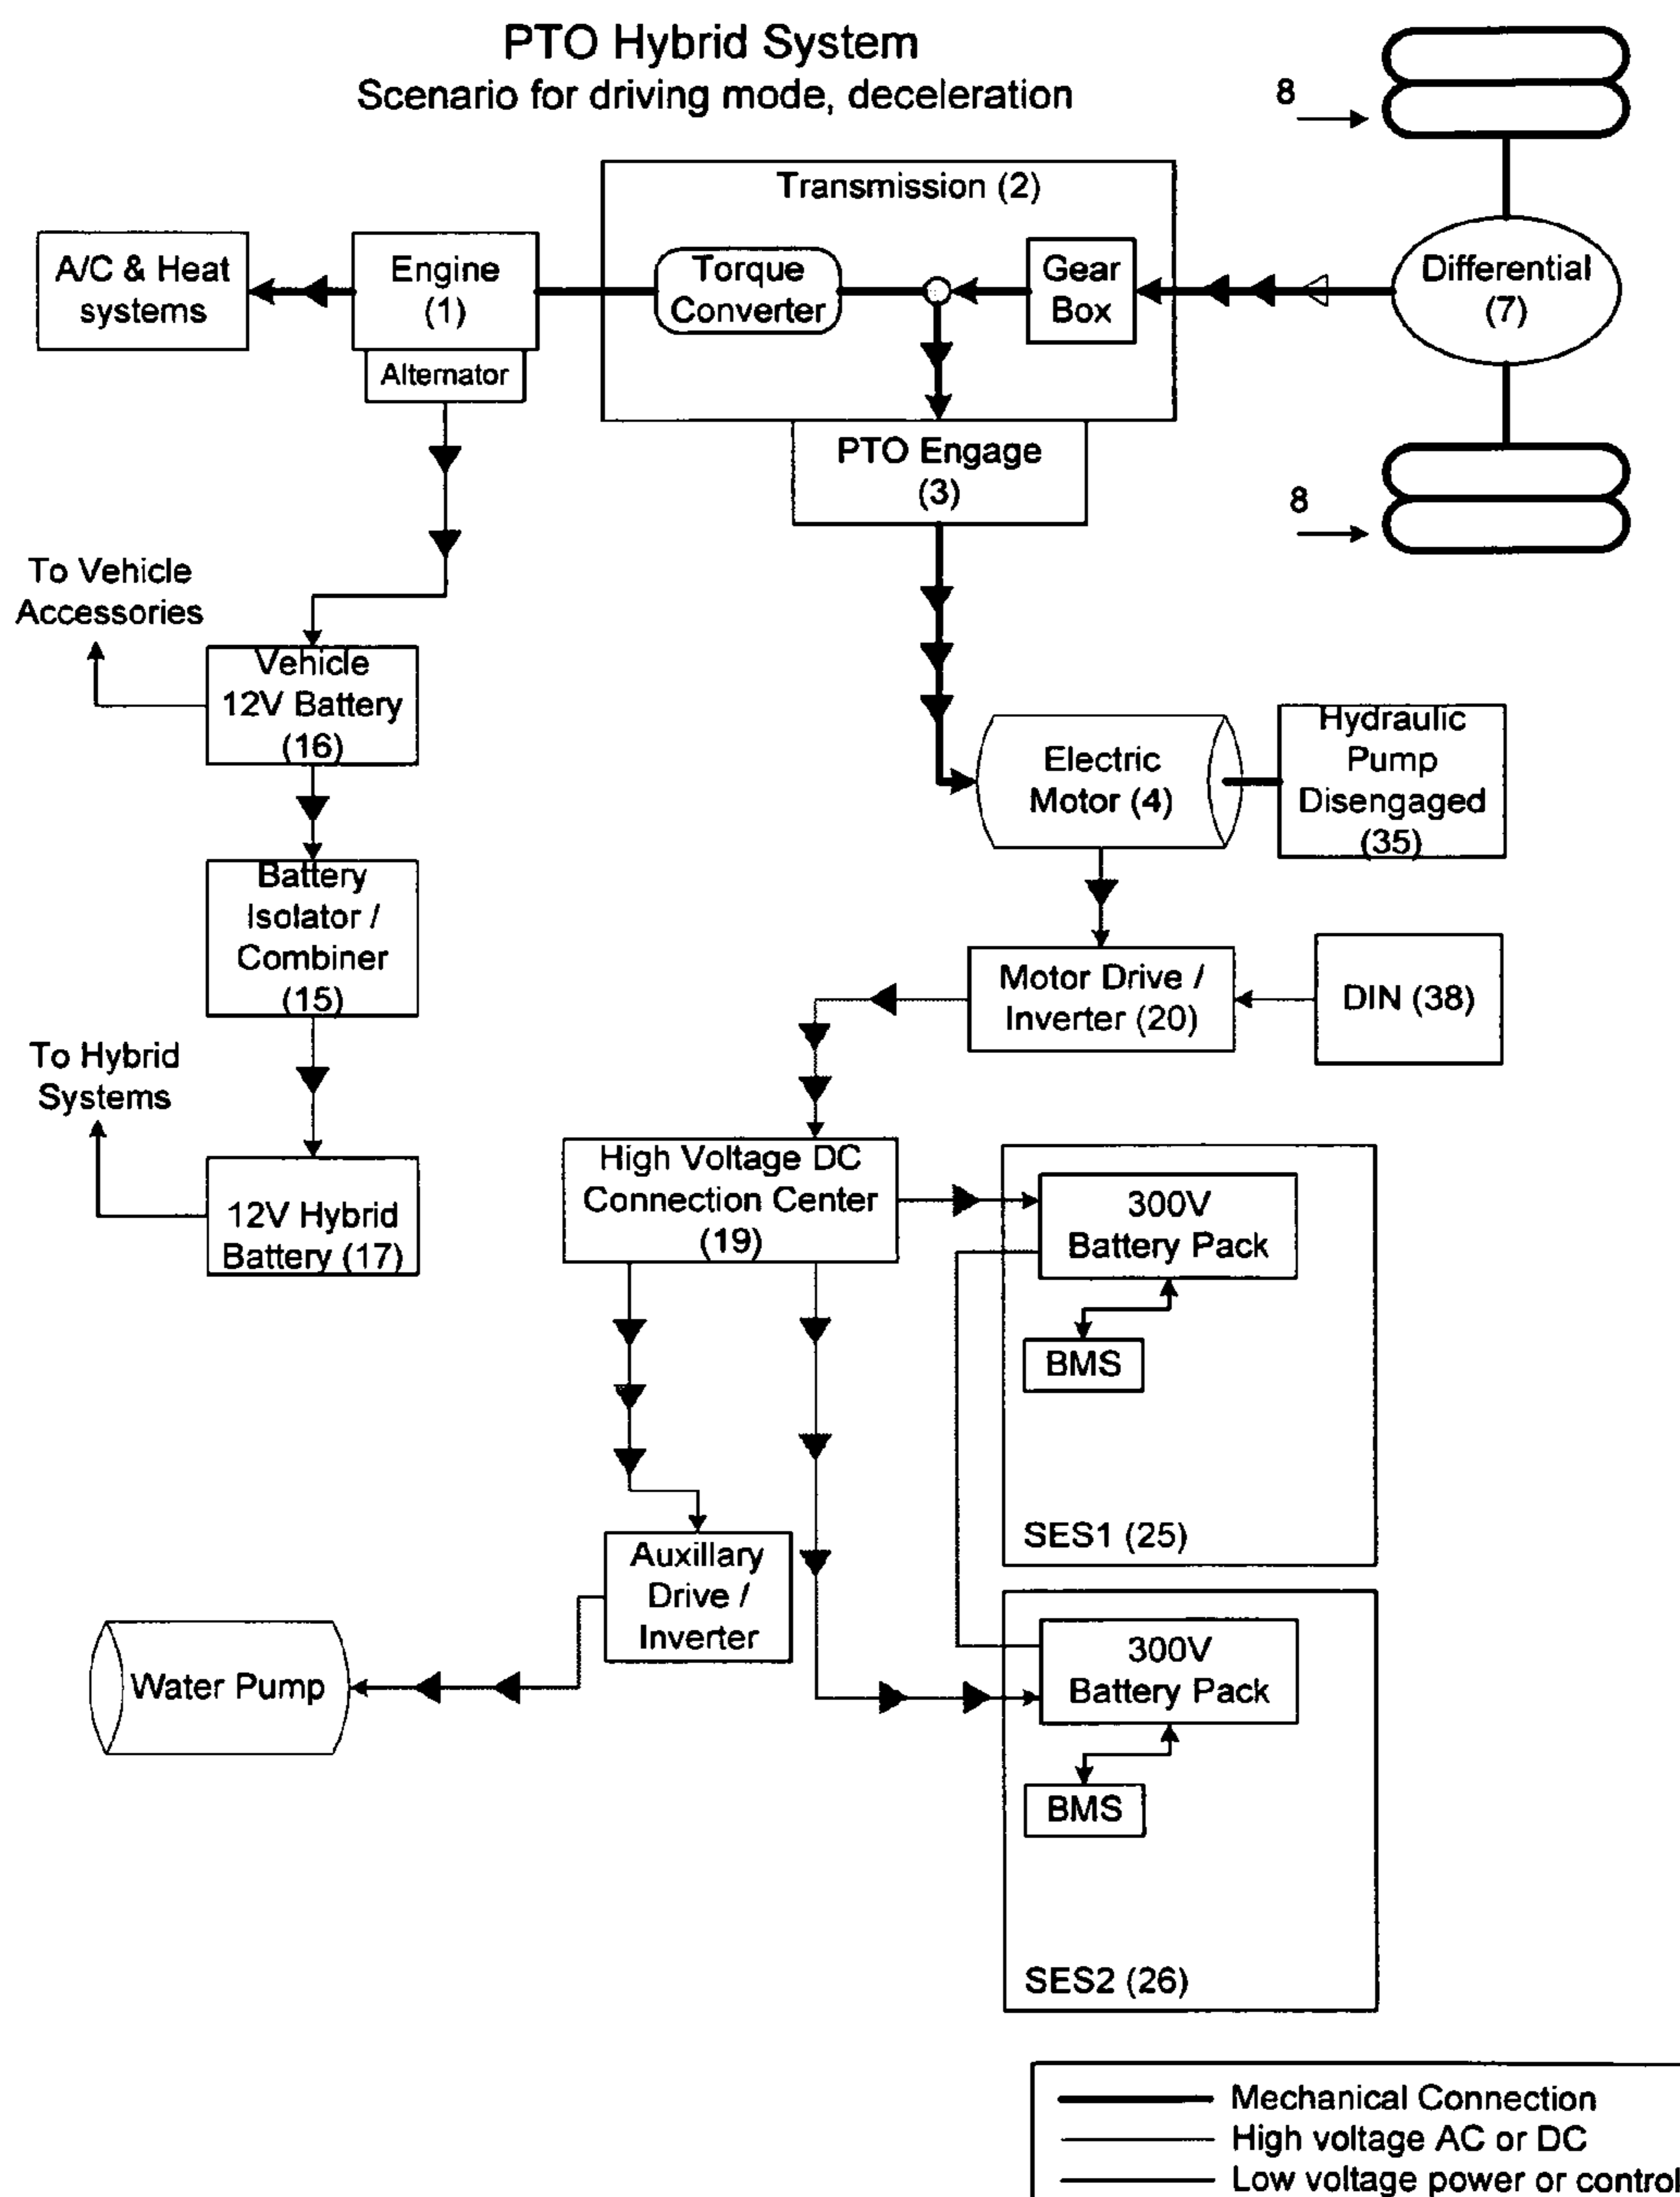 PTO Hybrid System
Scenario for driving mode, deceleration
8
Transmission (2)
A/C & Heat
systems
Engine
(1)
Alternator
Torque
Converter
Gear
Box
Differential
(7)
PTO Engage
(3)
8
To Vehicle
Accessories
Vehicle
12V Battery
(16)
Electric
Motor (4)
Hydraulic
Pump
Disengaged
(35)
Battery
Isolator /
Combiner
(15)
Motor Drive /
Inverter (20)
DIN (38)
To Hybrid
Systems
12V Hybrid
Battery (17)
High Voltage DC
Connection Center
(19)
300V
Battery Pack
BMS
SES1 (25)
Auxillary
Drive /
Inverter
Water Pump
300V
Battery Pack
BMS
SES2 (26)
Mechanical Connection
High voltage AC or DC
Low voltage power or control